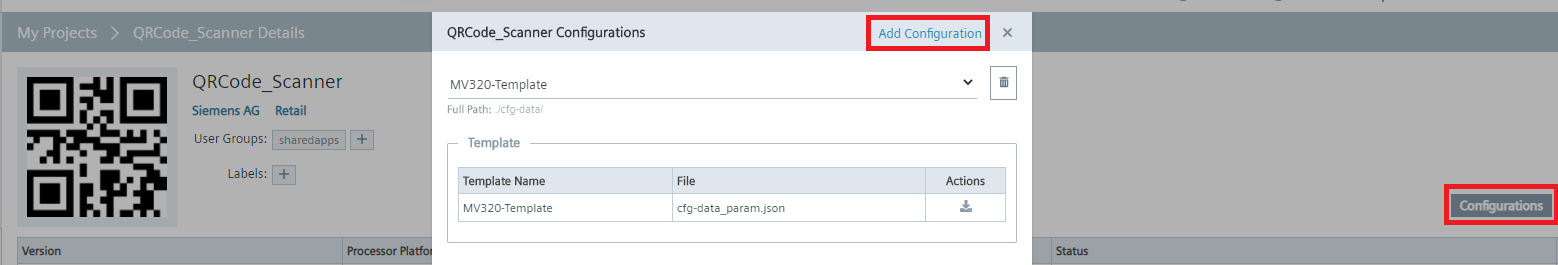 My Projects > QRCode_Scanner Details
QRCode_Scanner
Siemens AG Retail
User Groups: sharedapps +
Labels: +
QRCode_Scanner Configurations Add Configuration ×
MV320-Template
Full Path: ./cfg-data/
Template
Template Name File Actions
MV320-Template cfg-data_param.json
Configurations
Version Processor Platfor Status